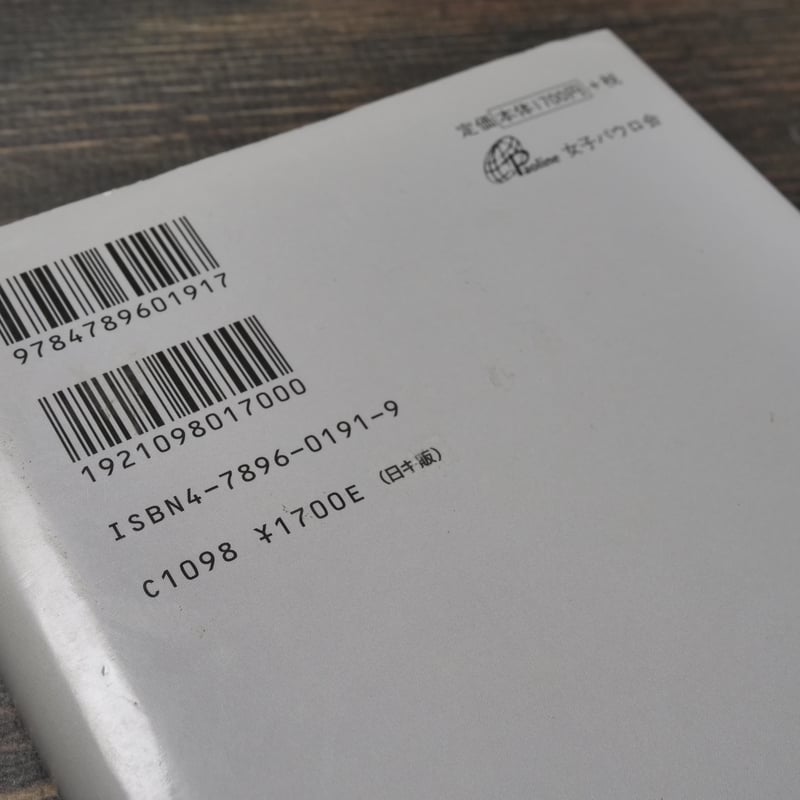 定価 本体1700円 +税
Paoline 女子パウロ会
9784789601917
1921098017000
ISBN4-7896-0191-9
C1098 ¥1700E (日キ販)